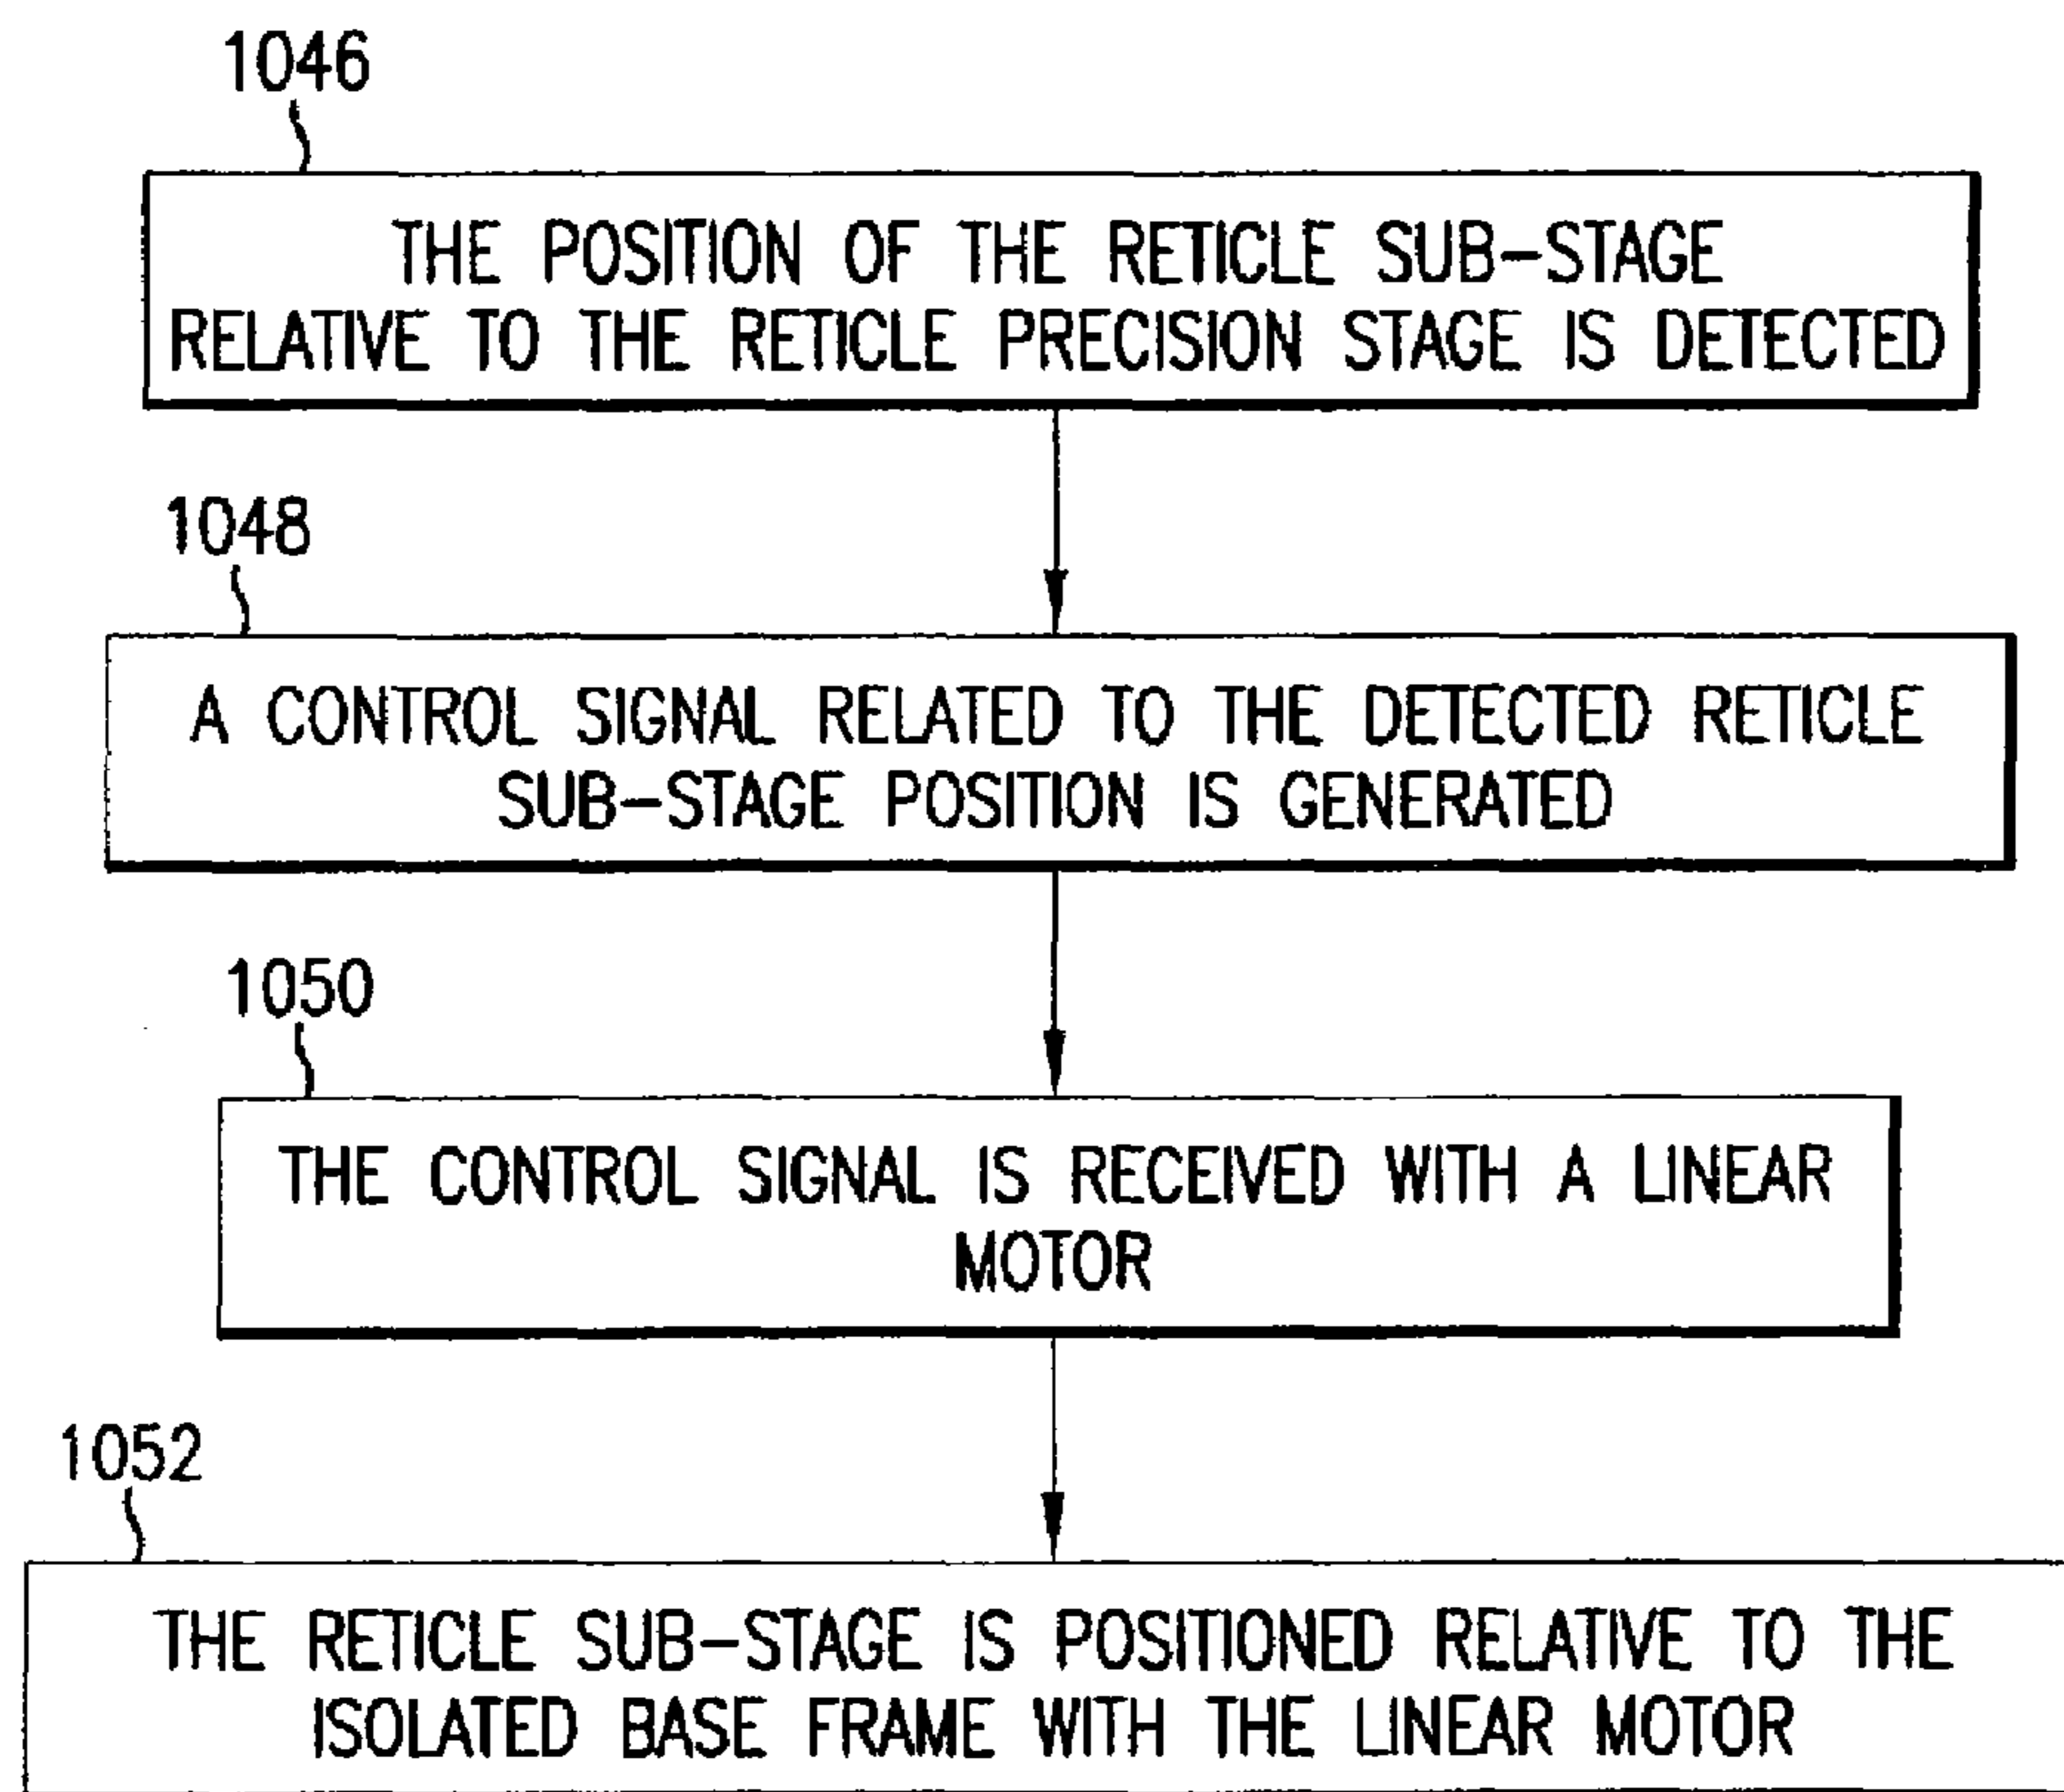 1046
THE POSITION OF THE RETICLE SUB-STAGE
RELATIVE TO THE RETICLE PRECISION STAGE IS DETECTED
1048
A CONTROL SIGNAL RELATED TO THE DETECTED RETICLE
SUB-STAGE POSITION IS GENERATED
1050
THE CONTROL SIGNAL IS RECEIVED WITH A LINEAR
MOTOR
1052
THE RETICLE SUB-STAGE IS POSITIONED RELATIVE TO THE
ISOLATED BASE FRAME WITH THE LINEAR MOTOR